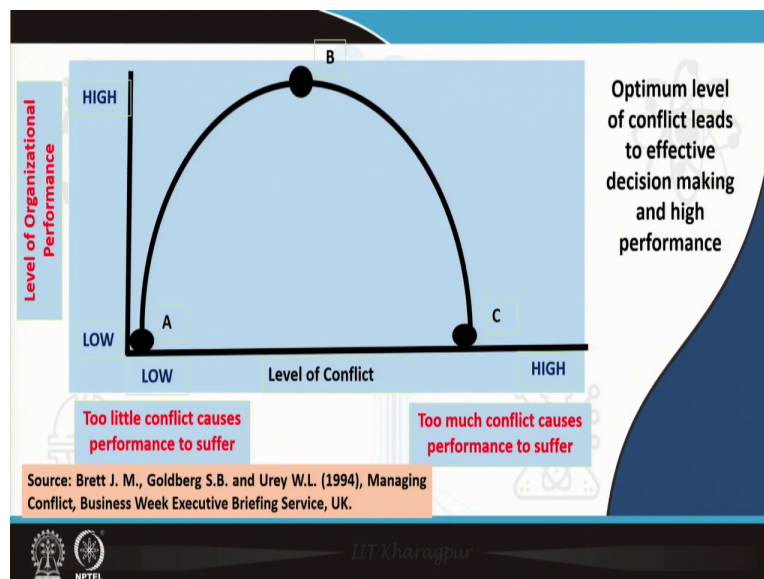 B
HIGH
Level of Organizational
Performance
A
C
LOW
LOW
Level of Conflict
HIGH
Optimum level
of conflict leads
to effective
decision making
and high
performance
Too little conflict causes
performance to suffer
Too much conflict causes
performance to suffer
Source: Brett J. M., Goldberg S.B. and Urey W.L. (1994), Managing
Conflict, Business Week Executive Briefing Service, UK.
IIT Kharagpur
NPTEL